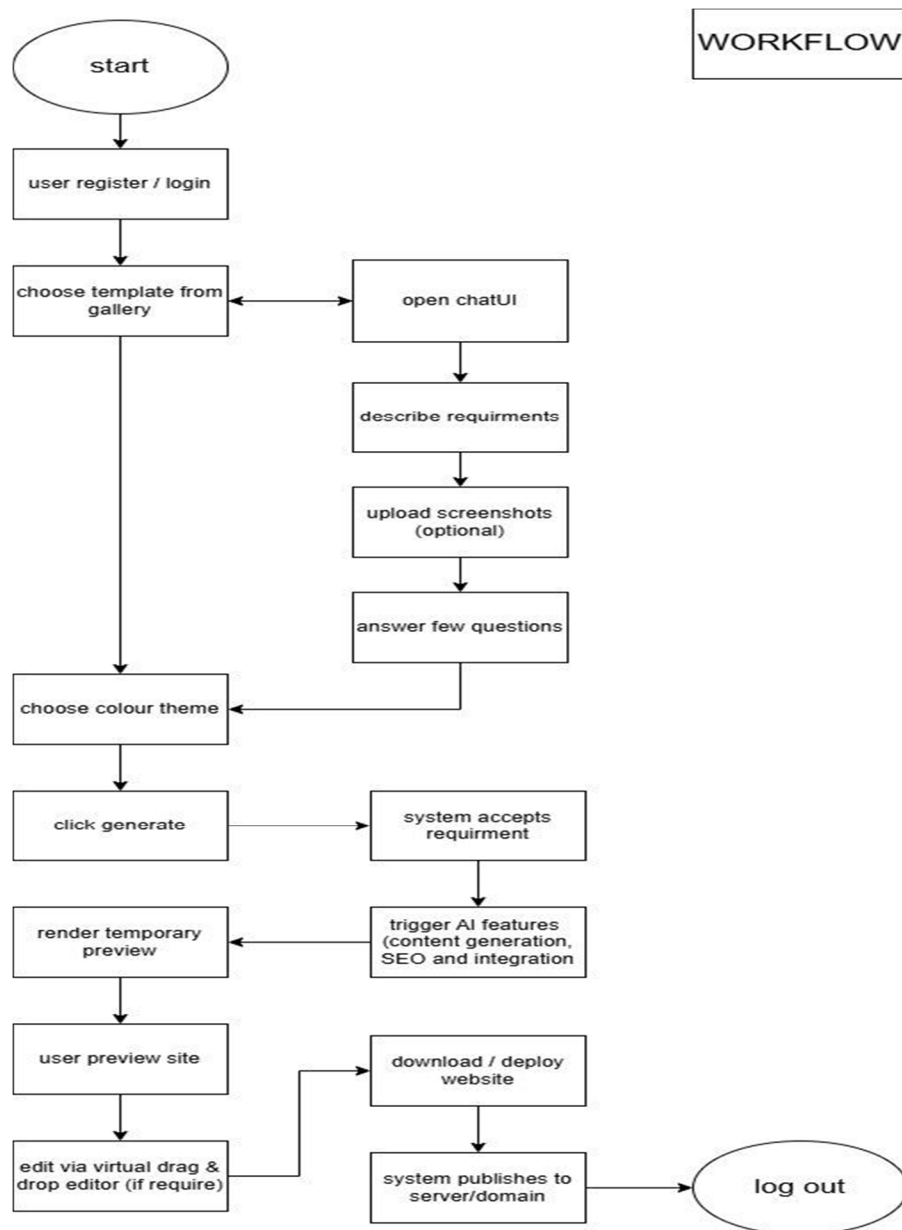 start
WORKFLOW
user register / login
choose template from
gallery
open chatUI
describe requirments
upload screenshots
(optional)
answer few questions
choose colour theme
click generate
system accepts
requirment
trigger AI features
(content generation,
SEO and integration
render temporary
preview
user preview site
edit via virtual drag &
drop editor (if require)
download / deploy
website
system publishes to
server/domain
log out